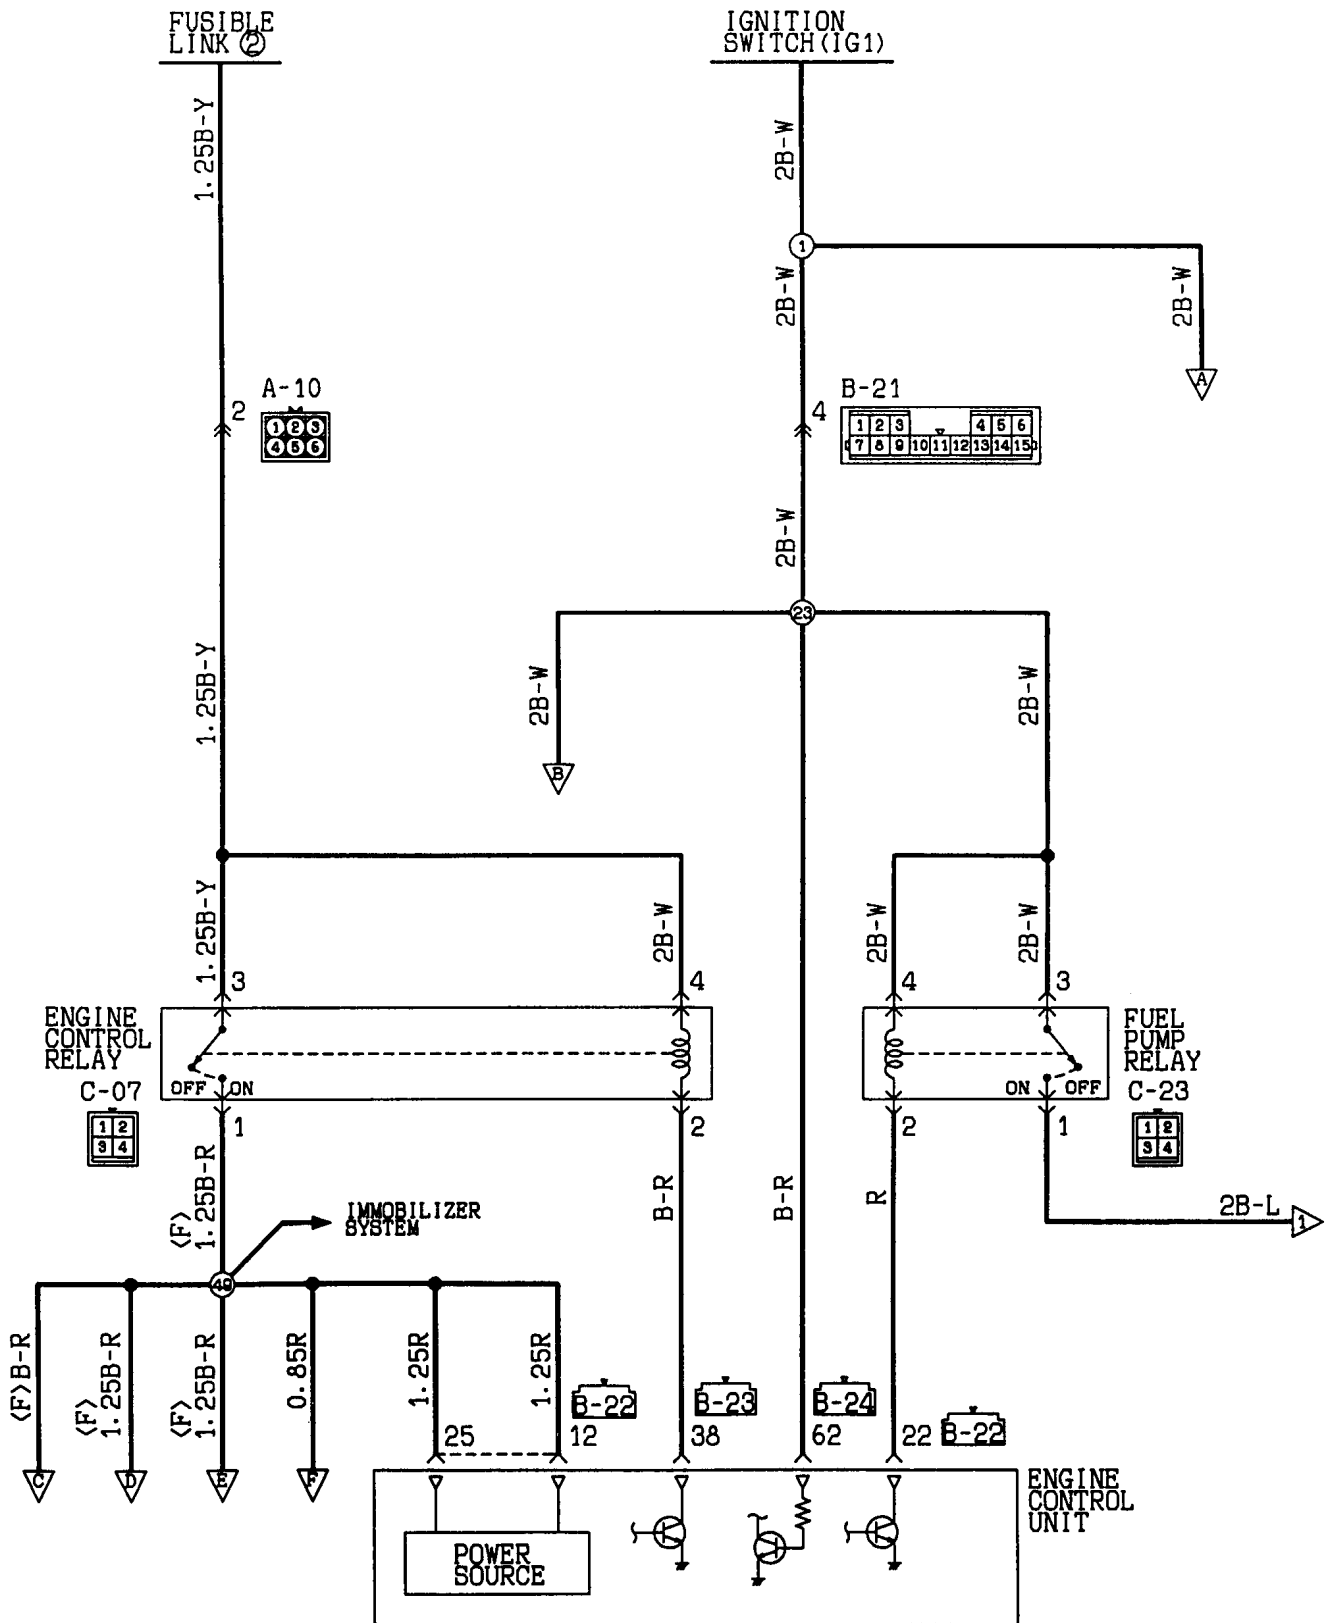 FUSIBLE
LINK ②
IGNITION
SWITCH(IG1)
1.25B-Y
2B-W
1
2B-W
2B-W
A
A-10
2
1 2 3
4 5 6
B-21
4
1 2 3 4 5 6
7 8 9 10 11 12 13 14 15
2B-W
23
1.25B-Y
2B-W
2B-W
B
1.25B-Y
2B-W
2B-W
2B-W
3
4
4
3
ENGINE
CONTROL
RELAY
C-07
1 2
3 4
OFF
ON
ON
OFF
FUEL
PUMP
RELAY
C-23
1 2
3 4
1
2
2
1
<F>
1.25B-R
B-R
B-R
R
2B-L
1
IMMOBILIZER
SYSTEM
49
<F>B-R
<F>
1.25B-R
<F>
1.25B-R
0.85R
1.25R
1.25R
B-22
B-23
B-24
B-22
25
12
38
62
22
C
D
E
F
POWER
SOURCE
ENGINE
CONTROL
UNIT